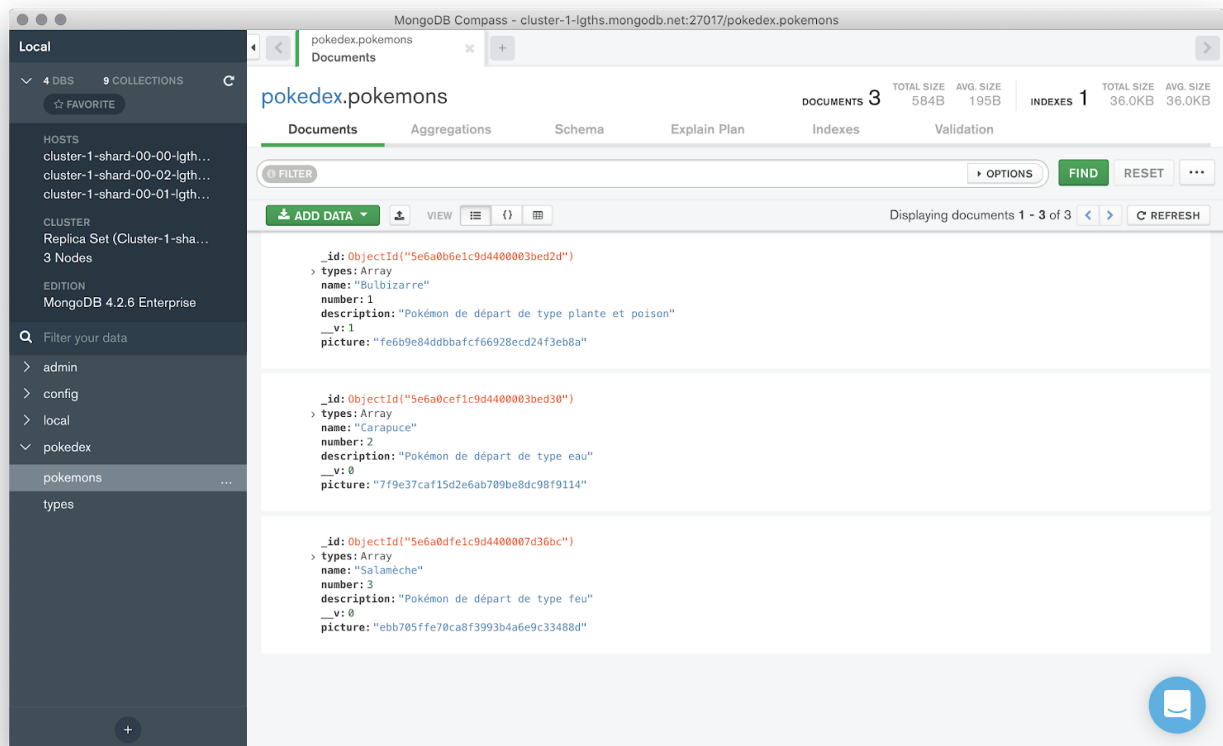 MongoDB Compass - cluster-1-lgths.mongodb.net:27017/pokedex.pokemons
Local
4 DBS 9 COLLECTIONS
FAVORITE
HOSTS
cluster-1-shard-00-00-lgth...
cluster-1-shard-00-02-lgth...
cluster-1-shard-00-01-lgth...
CLUSTER
Replica Set (Cluster-1-sha...
3 Nodes
EDITION
MongoDB 4.2.6 Enterprise
Filter your data
admin
config
local
pokedex
pokemons ...
types
pokedex.pokemons
Documents
pokedex.pokemons
DOCUMENTS 3 TOTAL SIZE 584B AVG. SIZE 195B INDEXES 1 TOTAL SIZE 36.0KB AVG. SIZE 36.0KB
Documents Aggregations Schema Explain Plan Indexes Validation
FILTER OPTIONS FIND RESET ...
ADD DATA VIEW {} Displaying documents 1 - 3 of 3 REFRESH
_id: ObjectId("5e6a0b6e1c9d4400003bed2d")
types: Array
name: "Bulbizarre"
number: 1
description: "Pokémon de départ de type plante et poison"
__v: 1
picture: "fe6b9e84ddbbafcf66928ecd24f3eb8a"
_id: ObjectId("5e6a0cef1c9d4400003bed30")
types: Array
name: "Carapuce"
number: 2
description: "Pokémon de départ de type eau"
__v: 0
picture: "7f9e37caf15d2e6ab709be8dc98f9114"
_id: ObjectId("5e6a0dfe1c9d4400007d36bc")
types: Array
name: "Salamèche"
number: 3
description: "Pokémon de départ de type feu"
__v: 0
picture: "ebb705ffe70ca8f3993b4a6e9c33488d"